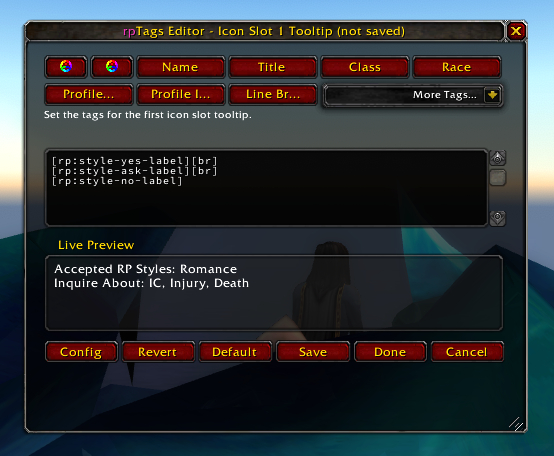 rpTags Editor - Icon Slot 1 Tooltip (not saved)
Name Title Class Race
Profile... Profile I... Line Br... More Tags...
Set the tags for the first icon slot tooltip.
[rp:style-yes-label][br]
[rp:style-ask-label][br]
[rp:style-no-label]
Live Preview
Accepted RP Styles: Romance
Inquire About: IC, Injury, Death
Config Revert Default Save Done Cancel